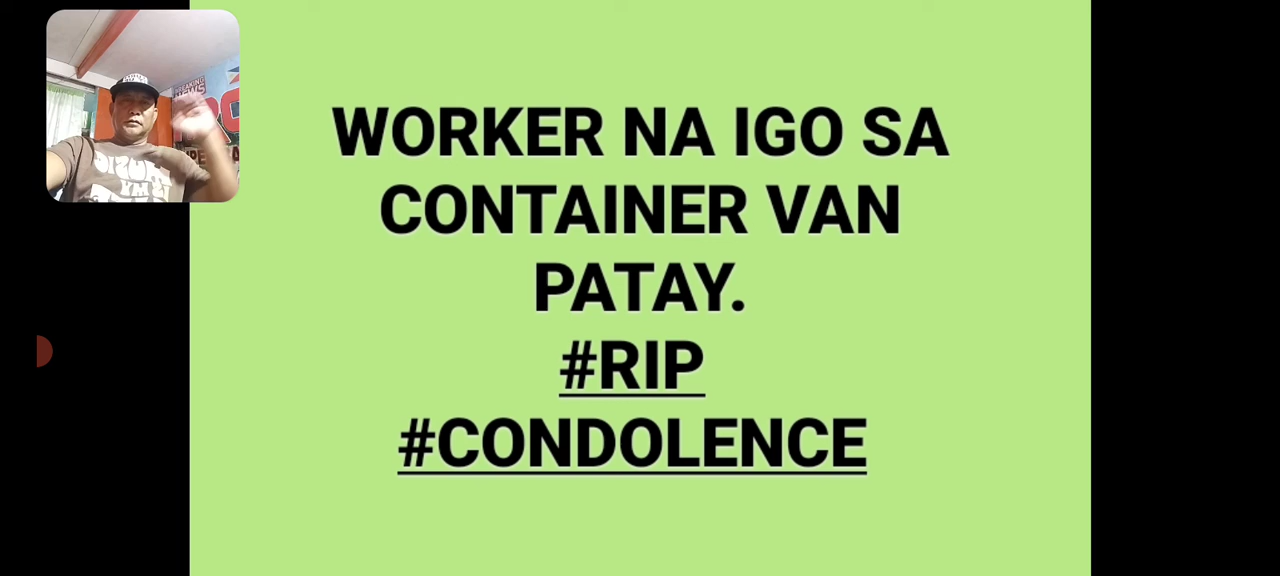 WORKER NA IGO SA
CONTAINER VAN
PATAY.
#RIP
#CONDOLENCE